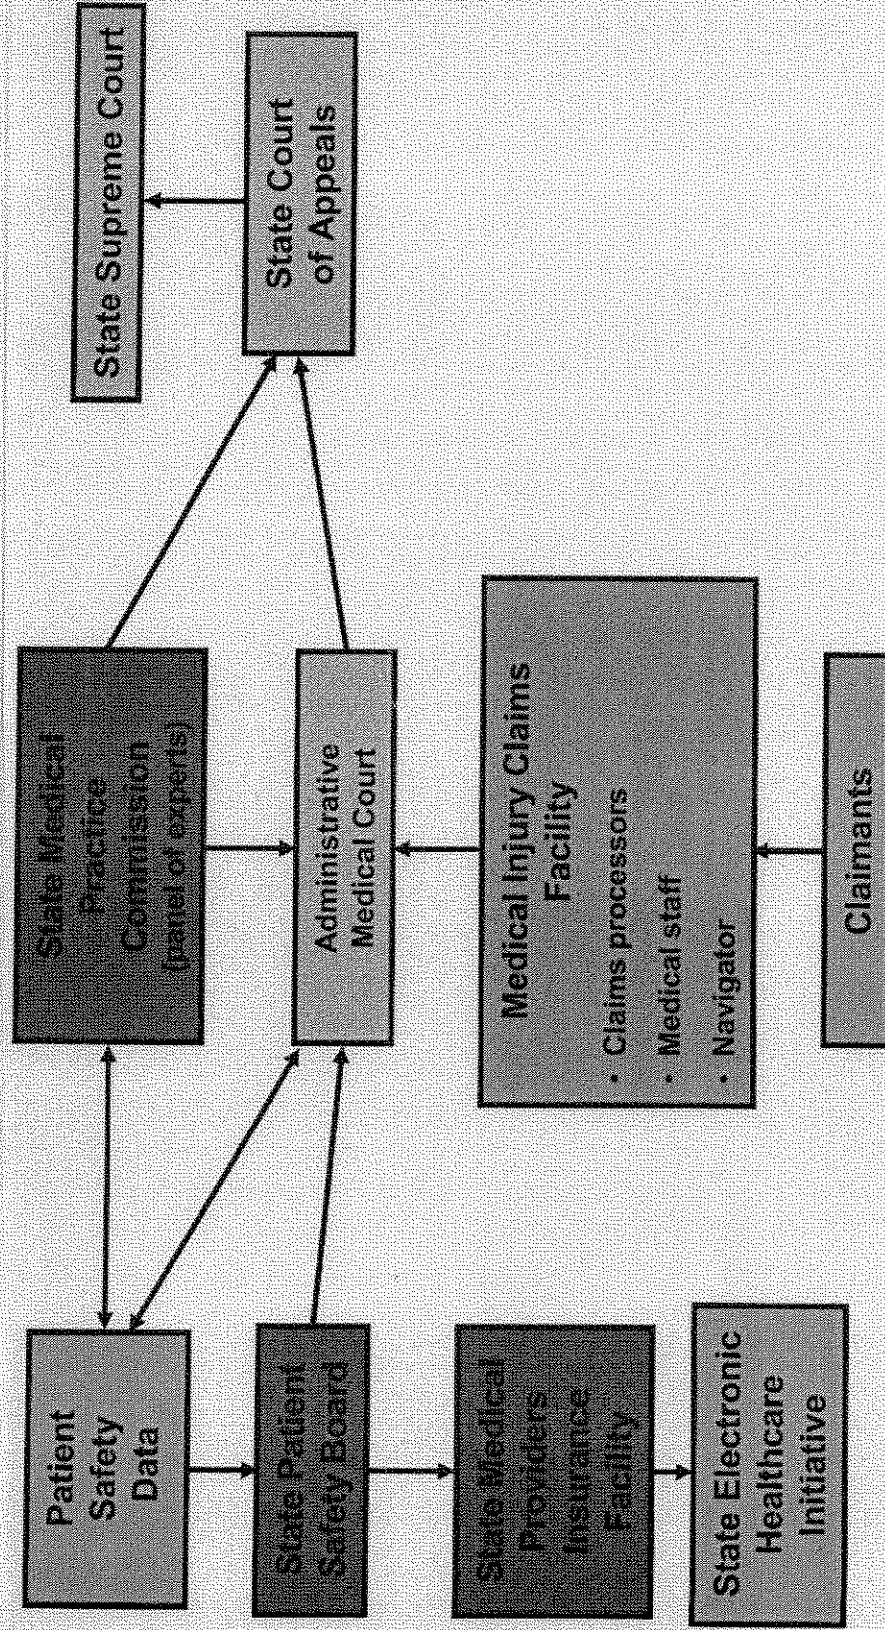 Patient
Safety
Data
State Patient
Safety Board
State Medical
Providers
Insurance
Facility
State Electronic
Healthcare
Initiative
State Medical
Practice
Commission
(panel of experts)
Administrative
Medical Court
Medical Injury Claims
Facility
• Claims processors
• Medical staff
• Navigator
Claimants
State Supreme Court
State Court
of Appeals